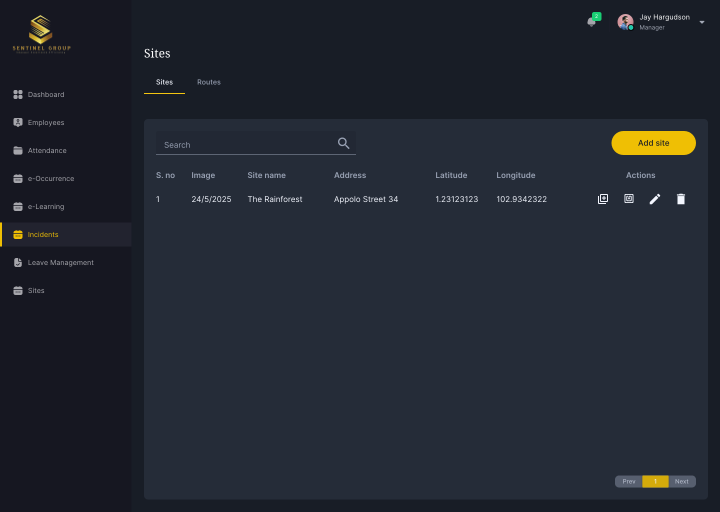 SENTINEL GROUP
2
Jay Hargudson
Manager
Sites
Sites
Routes
Dashboard
Employees
Attendance
e-Occurrence
e-Learning
Incidents
Leave Management
Sites
Search
Add site
S. no Image Site name Address Latitude Longitude Actions
1 24/5/2025 The Rainforest Appolo Street 34 1.23123123 102.9342322
Prev 1 Next